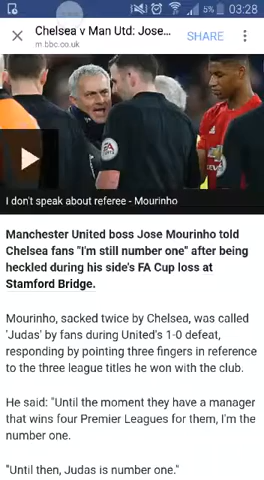 5% 03:28
Chelsea v Man Utd: Jose...
m.bbc.co.uk
SHARE
I don't speak about referee - Mourinho
Manchester United boss Jose Mourinho told
Chelsea fans "I'm still number one" after being
heckled during his side's FA Cup loss at
Stamford Bridge.
Mourinho, sacked twice by Chelsea, was called
'Judas' by fans during United's 1-0 defeat,
responding by pointing three fingers in reference
to the three league titles he won with the club.
He said: "Until the moment they have a manager
that wins four Premier Leagues for them, I'm the
number one.
"Until then, Judas is number one."